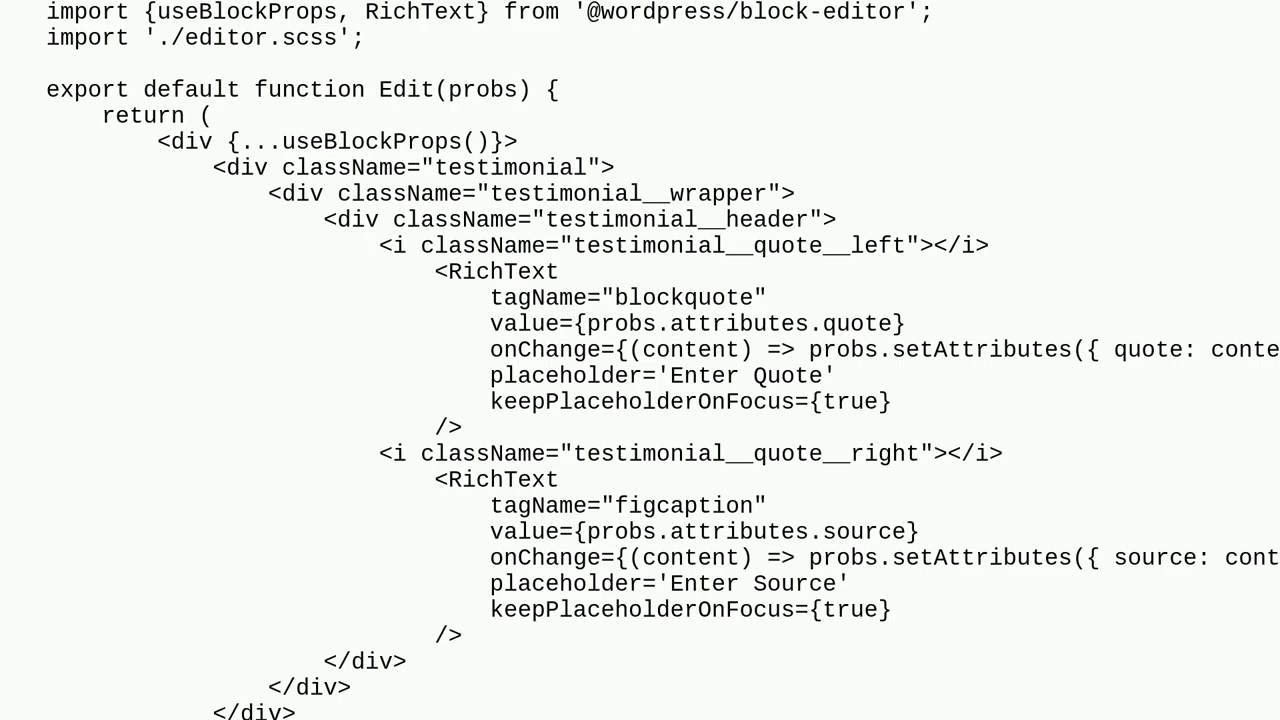 import {useBlockProps, RichText} from '@wordpress/block-editor';
import './editor.scss';
export default function Edit(probs) {
return (
<div {...useBlockProps()}>
<div className="testimonial">
<div className="testimonial__wrapper">
<div className="testimonial__header">
<i className="testimonial__quote__left"></i>
<RichText
tagName="blockquote"
value={probs.attributes.quote}
onChange={(content) => probs.setAttributes({ quote: conte
placeholder='Enter Quote'
keepPlaceholderOnFocus={true}
/>
<i className="testimonial__quote__right"></i>
<RichText
tagName="figcaption"
value={probs.attributes.source}
onChange={(content) => probs.setAttributes({ source: cont
placeholder='Enter Source'
keepPlaceholderOnFocus={true}
/>
</div>
</div>
</div>